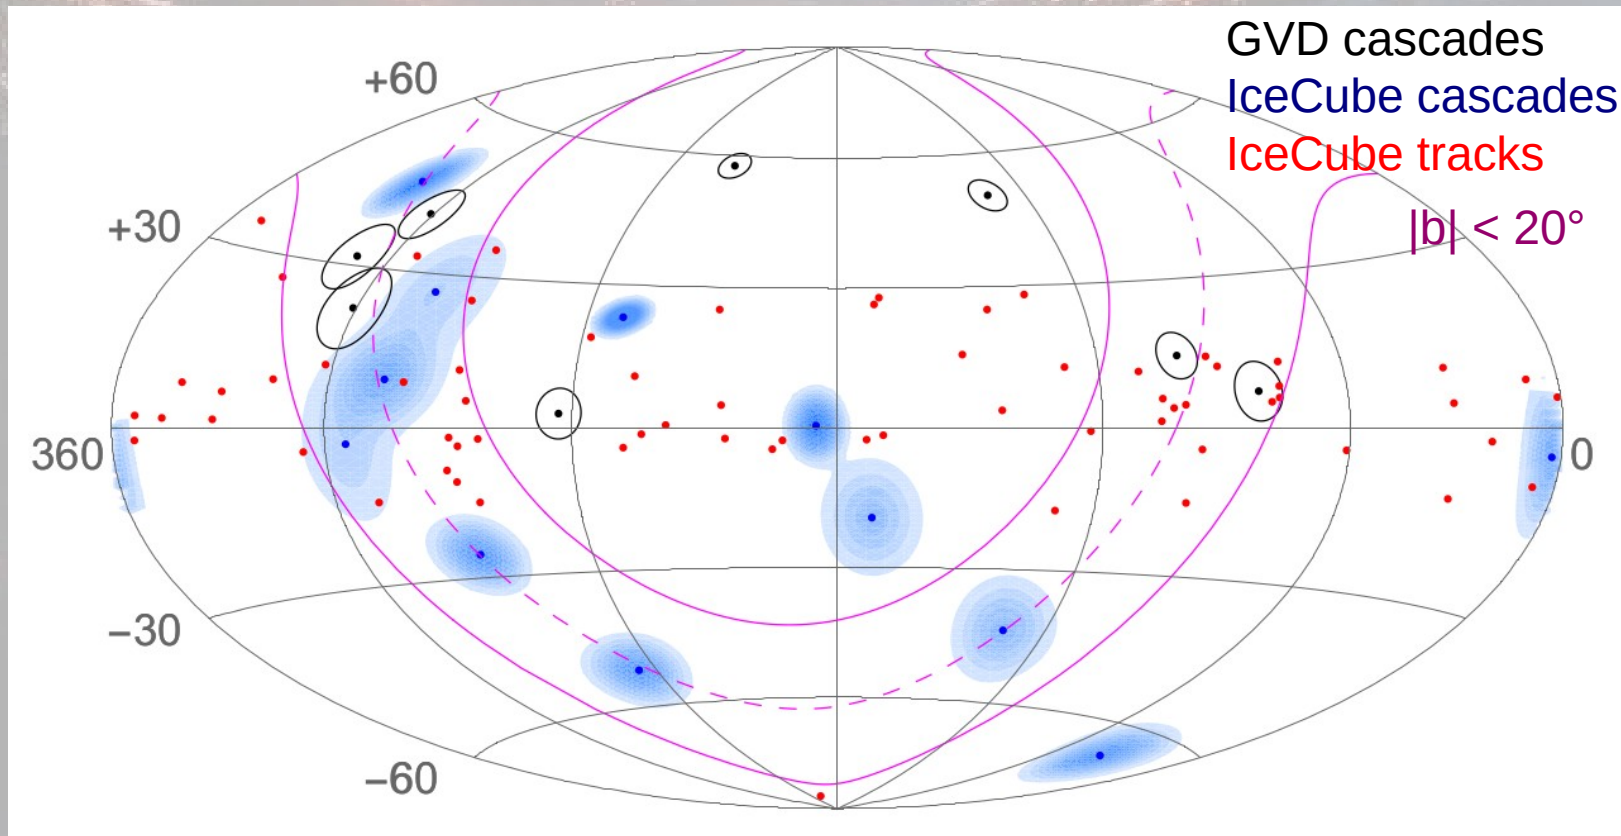 GVD cascades
IceCube cascades
IceCube tracks
|b| < 20°
+60
+30
360
0
−30
−60